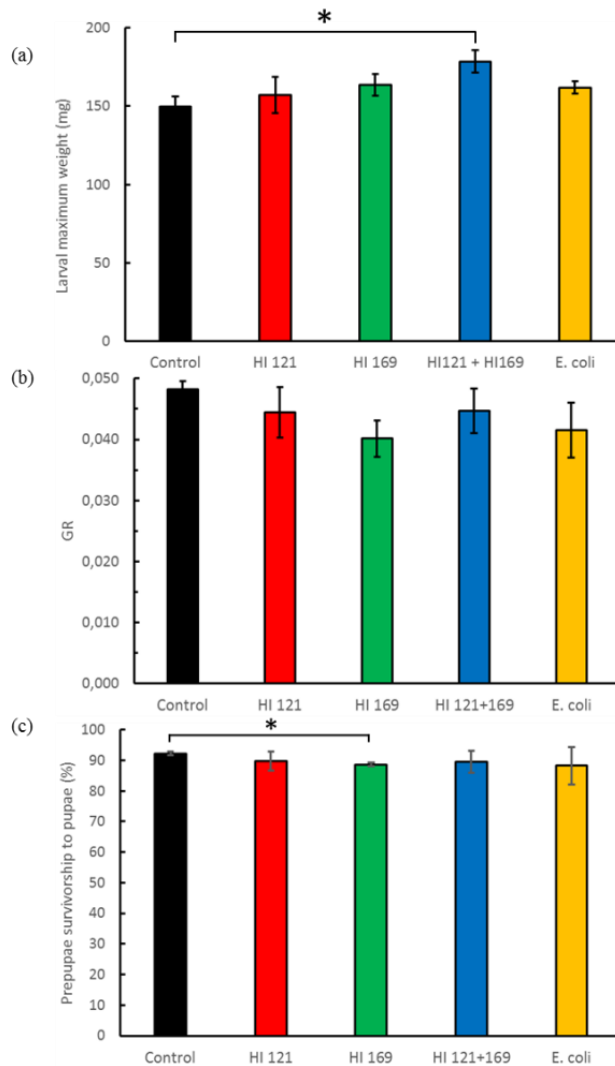 (a)
*
Larval maximum weight (mg)
200
150
100
50
0
Control HI 121 HI 169 HI121 + HI169 E. coli
(b)
GR
0,050
0,040
0,030
0,020
0,010
0,000
Control HI 121 HI 169 HI 121+169 E. coli
(c)
*
Prepupae survivorship to pupae (%)
100
90
80
70
60
50
40
30
20
10
0
Control HI 121 HI 169 HI 121+169 E. coli